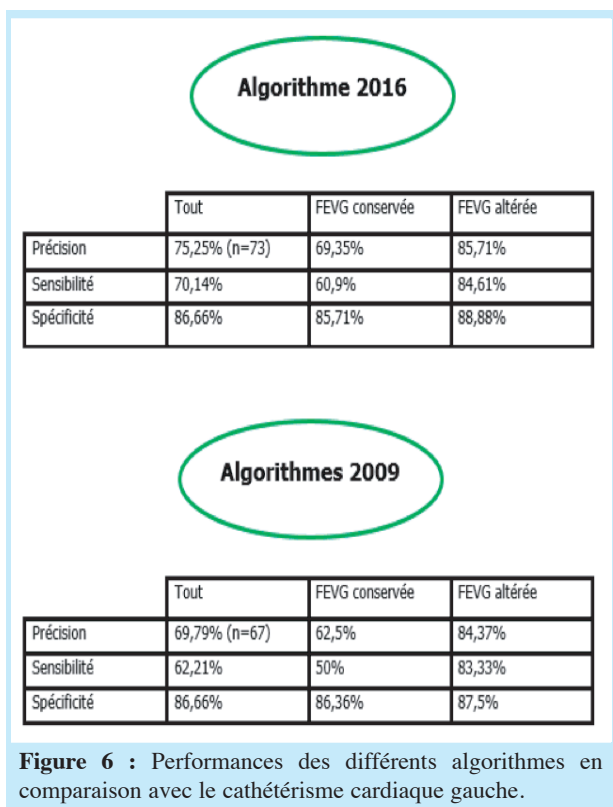 Algorithme 2016
Tout FEVG conservée FEVG altérée
Précision 75,25% (n=73) 69,35% 85,71%
Sensibilité 70,14% 60,9% 84,61%
Spécificité 86,66% 85,71% 88,88%
Algorithmes 2009
Tout FEVG conservée FEVG altérée
Précision 69,79% (n=67) 62,5% 84,37%
Sensibilité 62,21% 50% 83,33%
Spécificité 86,66% 86,36% 87,5%
Figure 6 : Performances des différents algorithmes en
comparaison avec le cathétérisme cardiaque gauche.